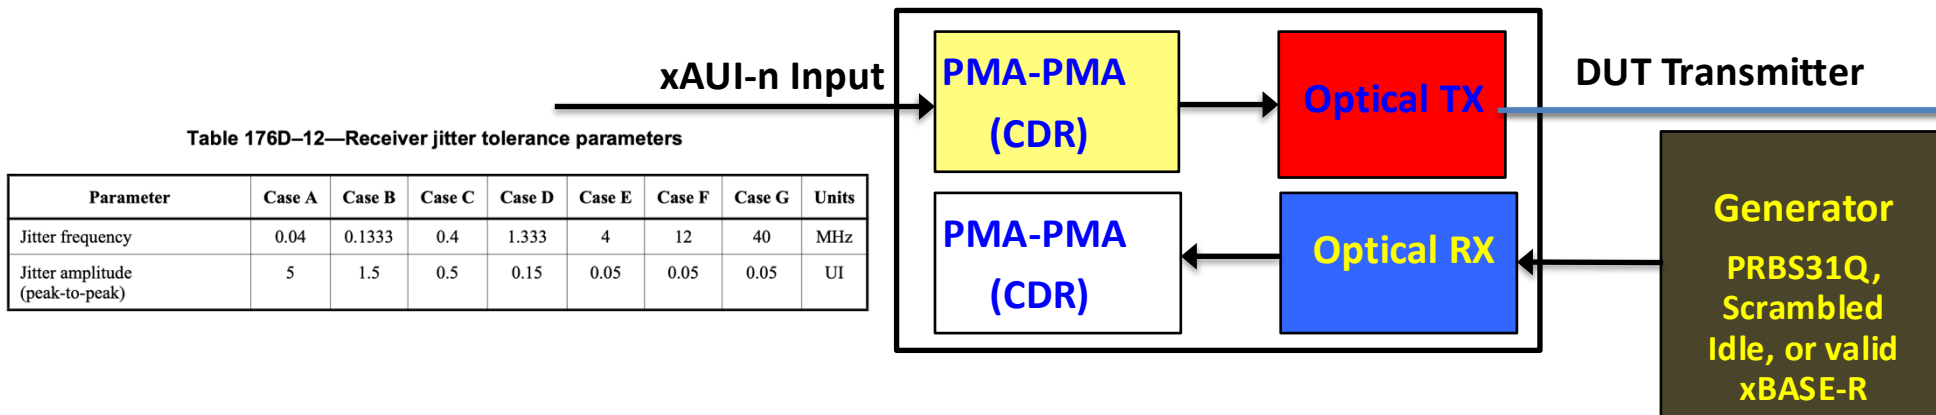 xAUI-n Input
PMA-PMA
(CDR)
Optical TX
DUT Transmitter
Table 176D–12—Receiver jitter tolerance parameters
Parameter Case A Case B Case C Case D Case E Case F Case G Units
Jitter frequency 0.04 0.1333 0.4 1.333 4 12 40 MHz
Jitter amplitude
(peak-to-peak) 5 1.5 0.5 0.15 0.05 0.05 0.05 UI
PMA-PMA
(CDR)
Optical RX
Generator
PRBS31Q,
Scrambled
Idle, or valid
xBASE-R